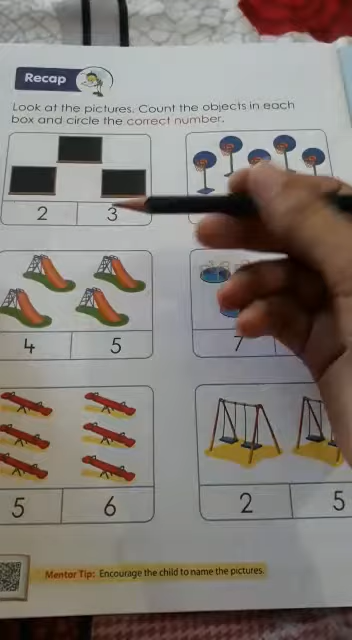 Recap
Look at the pictures. Count the objects in each
box and circle the correct number.
2 3
4 5
7
5 6
2 5
Mentor Tip: Encourage the child to name the pictures.